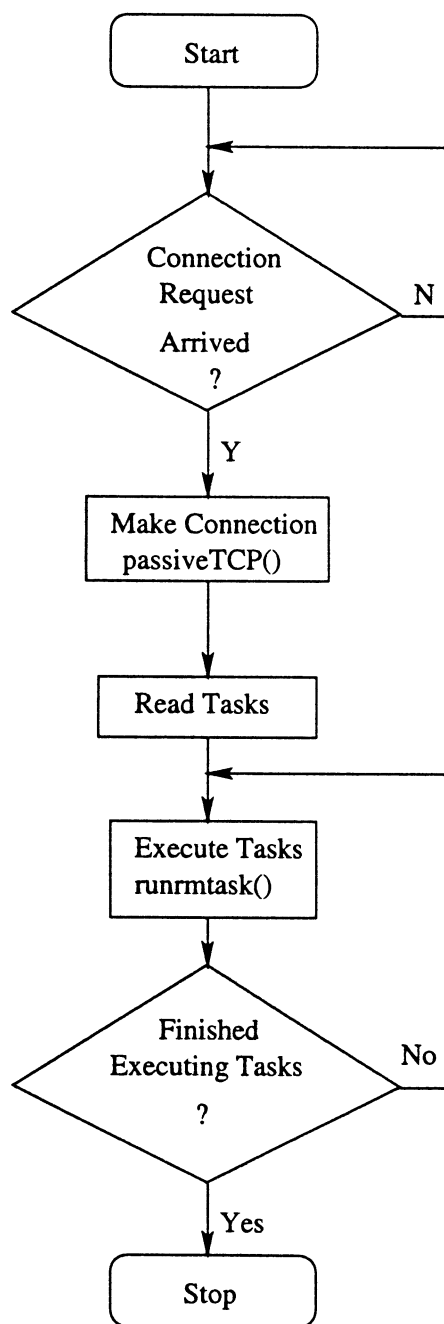 Start
Connection
Request
Arrived
?
N
Y
Make Connection
passiveTCP()
Read Tasks
Execute Tasks
runrmtask()
Finished
Executing Tasks
?
No
Yes
Stop